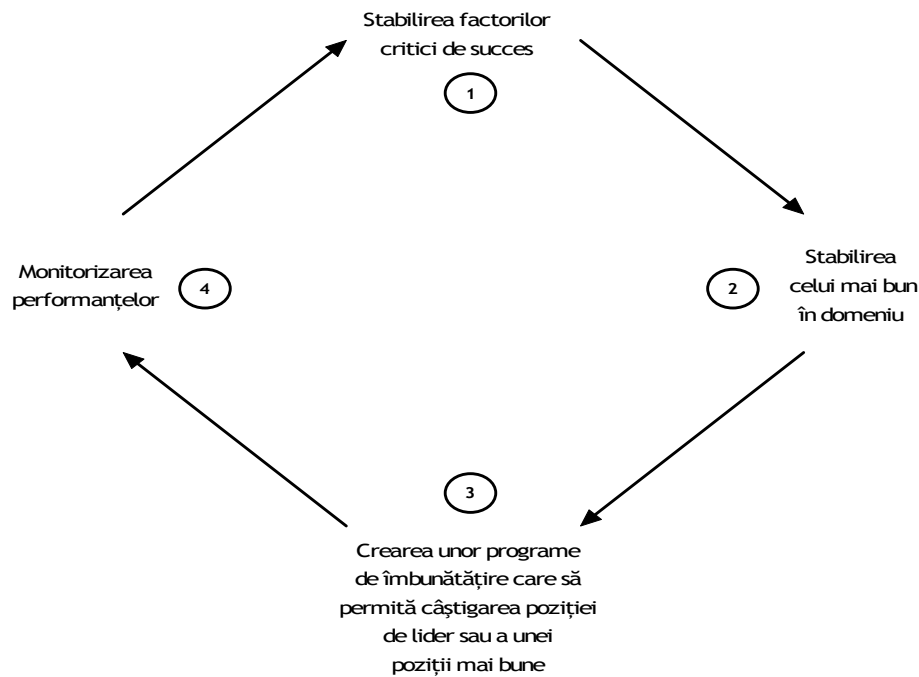 Stabilirea factorilor
critici de succes
1
Monitorizarea
performanțelor
4
2
Stabilirea
celui mai bun
în domeniu
3
Crearea unor programe
de îmbunătățire care să
permită câştigarea poziției
de lider sau a unei
poziții mai bune